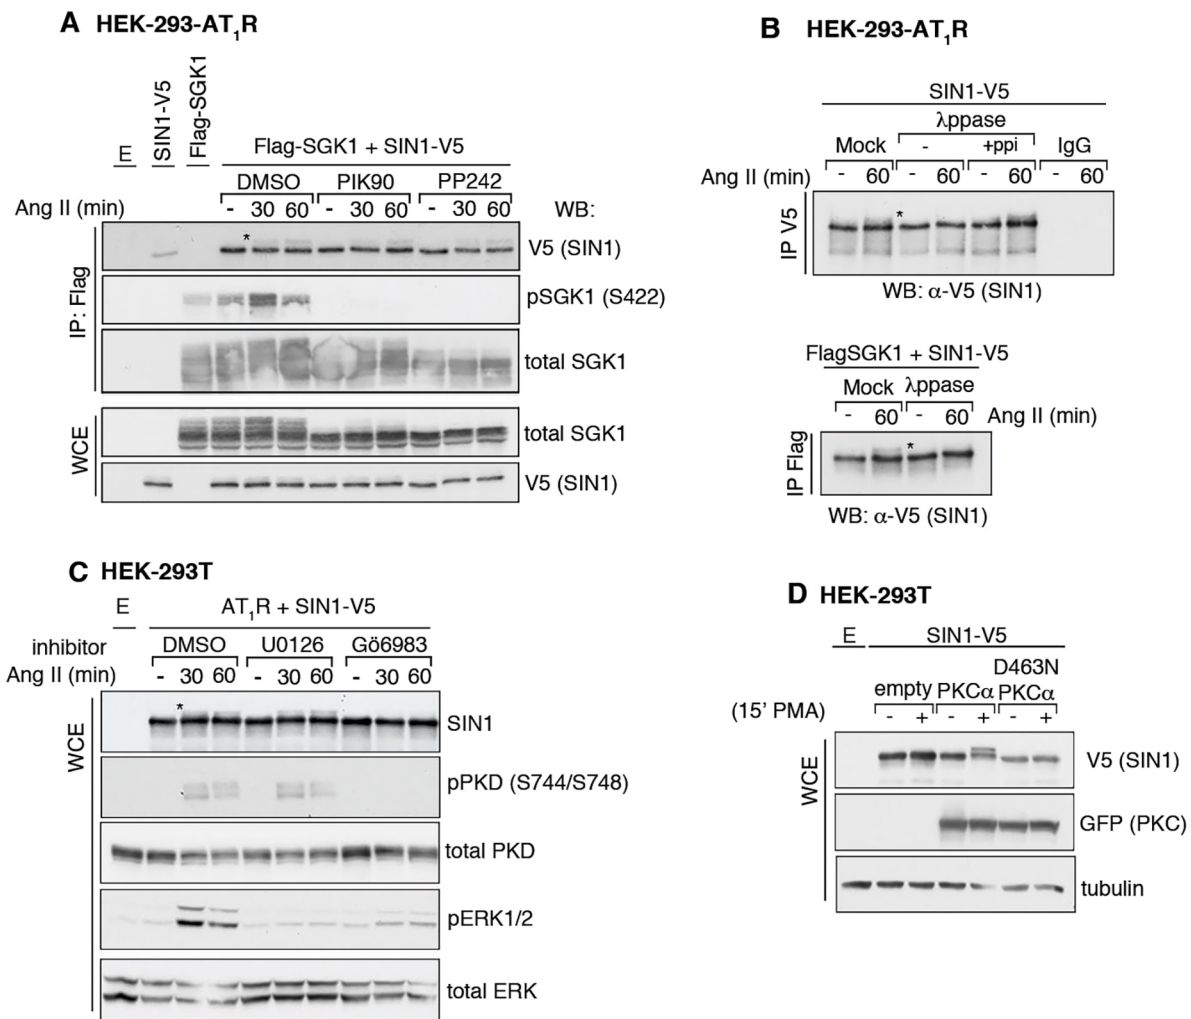 A HEK-293-AT1R
E
SIN1-V5
Flag-SGK1
Flag-SGK1 + SIN1-V5
DMSO PIK90 PP242
Ang II (min) - 30 60 - 30 60 - 30 60 WB:
IP: Flag
* V5 (SIN1)
pSGK1 (S422)
total SGK1
WCE
total SGK1
V5 (SIN1)
B HEK-293-AT1R
SIN1-V5
λppase
Mock - +ppi IgG
Ang II (min) - 60 - 60 - 60 - 60
IP V5
*
WB: α-V5 (SIN1)
FlagSGK1 + SIN1-V5
Mock λppase
- 60 - 60 Ang II (min)
IP Flag
*
WB: α-V5 (SIN1)
C HEK-293T
E AT1R + SIN1-V5
inhibitor DMSO U0126 Gö6983
Ang II (min) - 30 60 - 30 60 - 30 60
WCE
* SIN1
pPKD (S744/S748)
total PKD
pERK1/2
total ERK
D HEK-293T
E SIN1-V5
D463N
empty PKCα PKCα
(15' PMA) - + - + - +
WCE
V5 (SIN1)
GFP (PKC)
tubulin